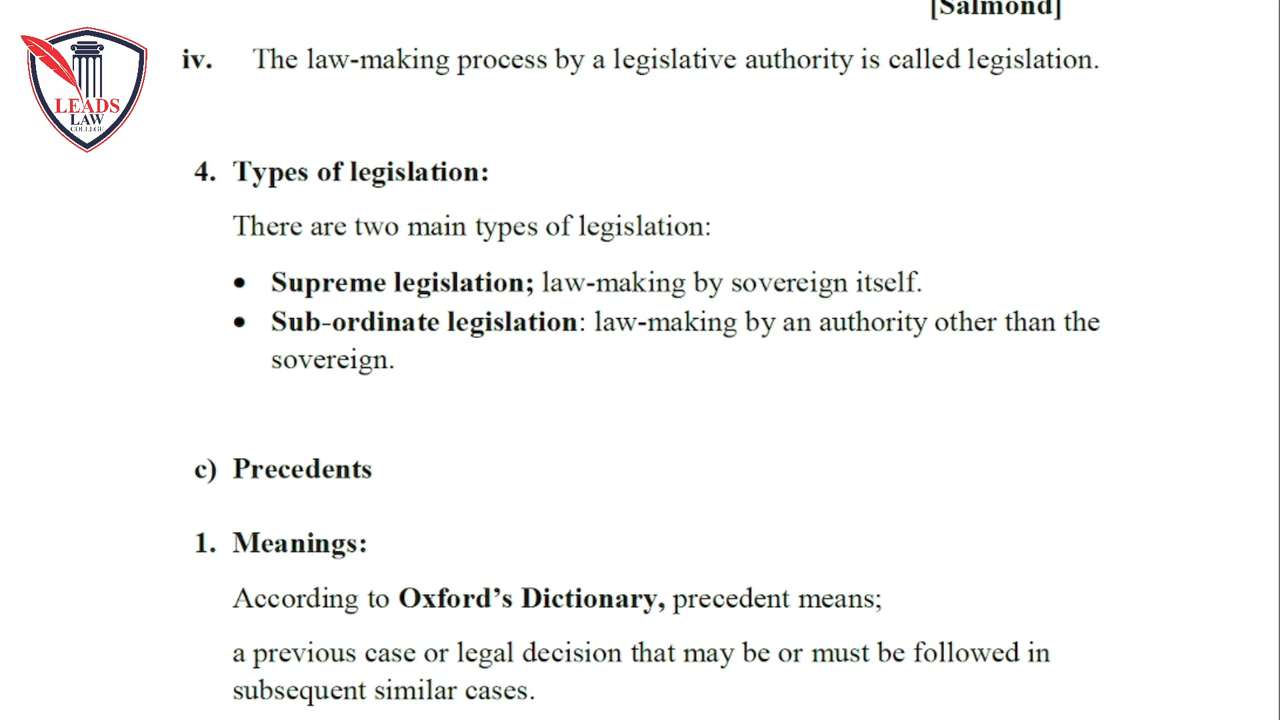 [Salmond]
iv. The law-making process by a legislative authority is called legislation.
LEADS
LAW
COLLEGE
4. Types of legislation:
There are two main types of legislation:
• Supreme legislation; law-making by sovereign itself.
• Sub-ordinate legislation: law-making by an authority other than the
sovereign.
c) Precedents
1. Meanings:
According to Oxford’s Dictionary, precedent means;
a previous case or legal decision that may be or must be followed in
subsequent similar cases.